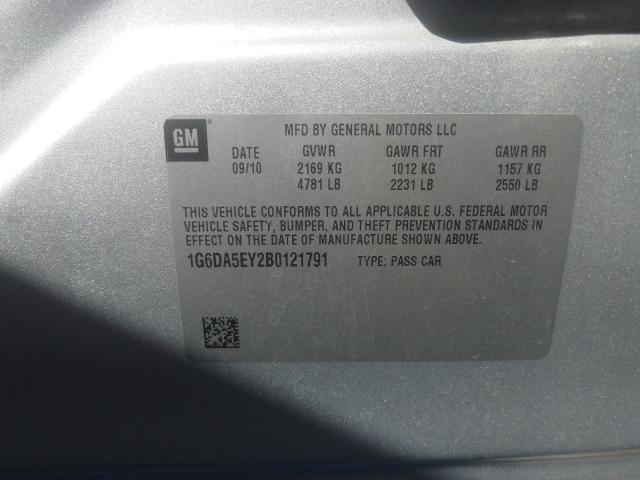 GM®
MFD BY GENERAL MOTORS LLC
DATE GVWR GAWR FRT GAWR RR
09/10 2169 KG 1012 KG 1157 KG
4781 LB 2231 LB 2550 LB
THIS VEHICLE CONFORMS TO ALL APPLICABLE U.S. FEDERAL MOTOR
VEHICLE SAFETY, BUMPER, AND THEFT PREVENTION STANDARDS IN
EFFECT ON THE DATE OF MANUFACTURE SHOWN ABOVE.
1G6DA5EY2B0121791 TYPE: PASS CAR